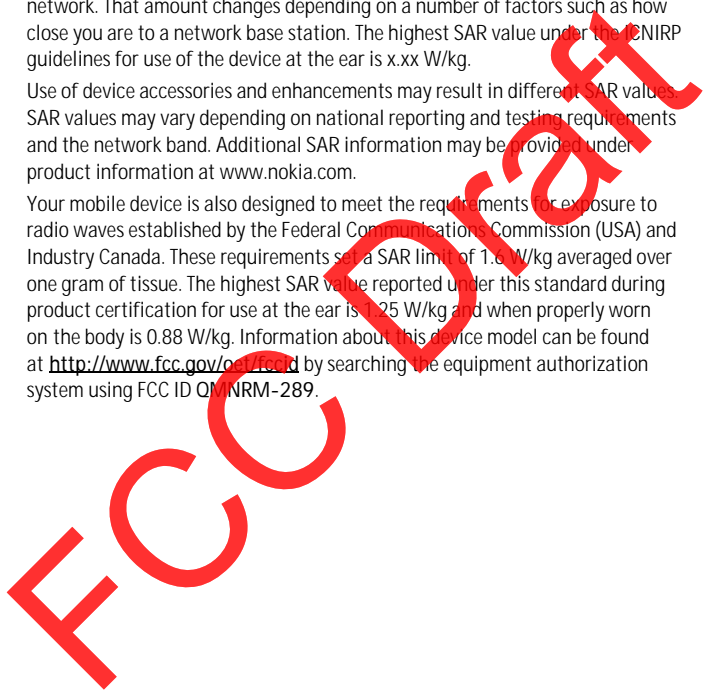 network. That amount changes depending on a number of factors such as how
close you are to a network base station. The highest SAR value under the ICNIRP
guidelines for use of the device at the ear is x.xx W/kg.
Use of device accessories and enhancements may result in different SAR values.
SAR values may vary depending on national reporting and testing requirements
and the network band. Additional SAR information may be provided under
product information at www.nokia.com.
Your mobile device is also designed to meet the requirements for exposure to
radio waves established by the Federal Communications Commission (USA) and
Industry Canada. These requirements set a SAR limit of 1.6 W/kg averaged over
one gram of tissue. The highest SAR value reported under this standard during
product certification for use at the ear is 1.25 W/kg and when properly worn
on the body is 0.88 W/kg. Information about this device model can be found
at http://www.fcc.gov/oet/fccid by searching the equipment authorization
system using FCC ID QMNRM-289.
FCC Draft